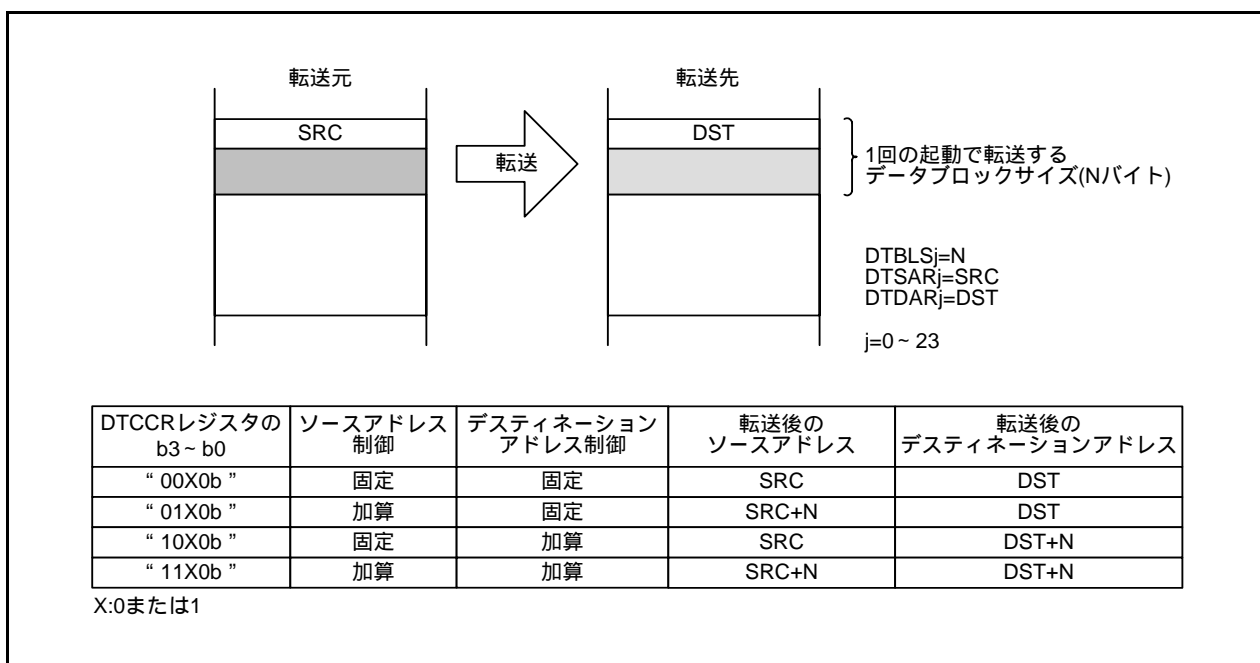 転送元
転送先
SRC
DST
転送
1回の起動で転送する
データブロックサイズ(Nバイト)
DTBLSj=N
DTSARj=SRC
DTDARj=DST
j=0~23
DTCCRレジスタの
b3~b0
ソースアドレス
制御
デスティネーション
アドレス制御
転送後の
ソースアドレス
転送後の
デスティネーションアドレス
“ 00X0b ” 固定 固定 SRC DST
“ 01X0b ” 加算 固定 SRC+N DST
“ 10X0b ” 固定 加算 SRC DST+N
“ 11X0b ” 加算 加算 SRC+N DST+N
X:0または1